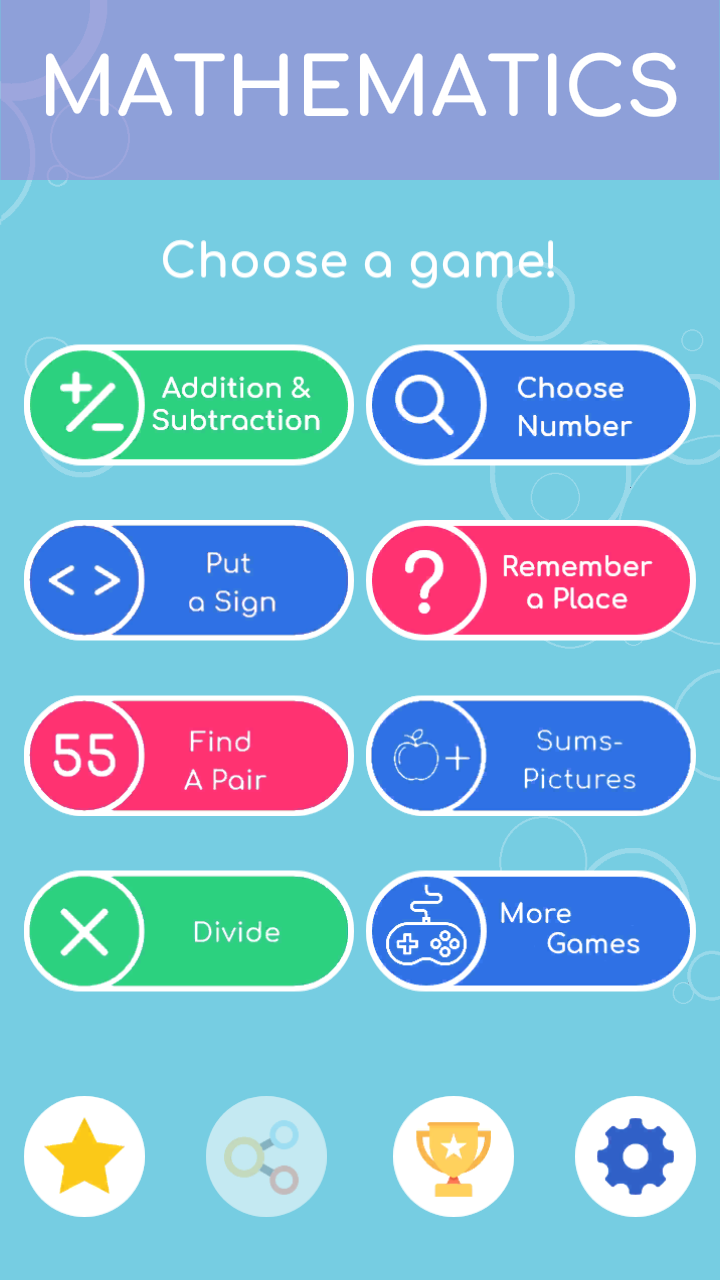 MATHEMATICS
Choose a game!
Addition &
Subtraction
Choose
Number
< >
Put
a Sign
?
Remember
a Place
55
Find
A Pair
+
Sums-
Pictures
Divide
More
Games